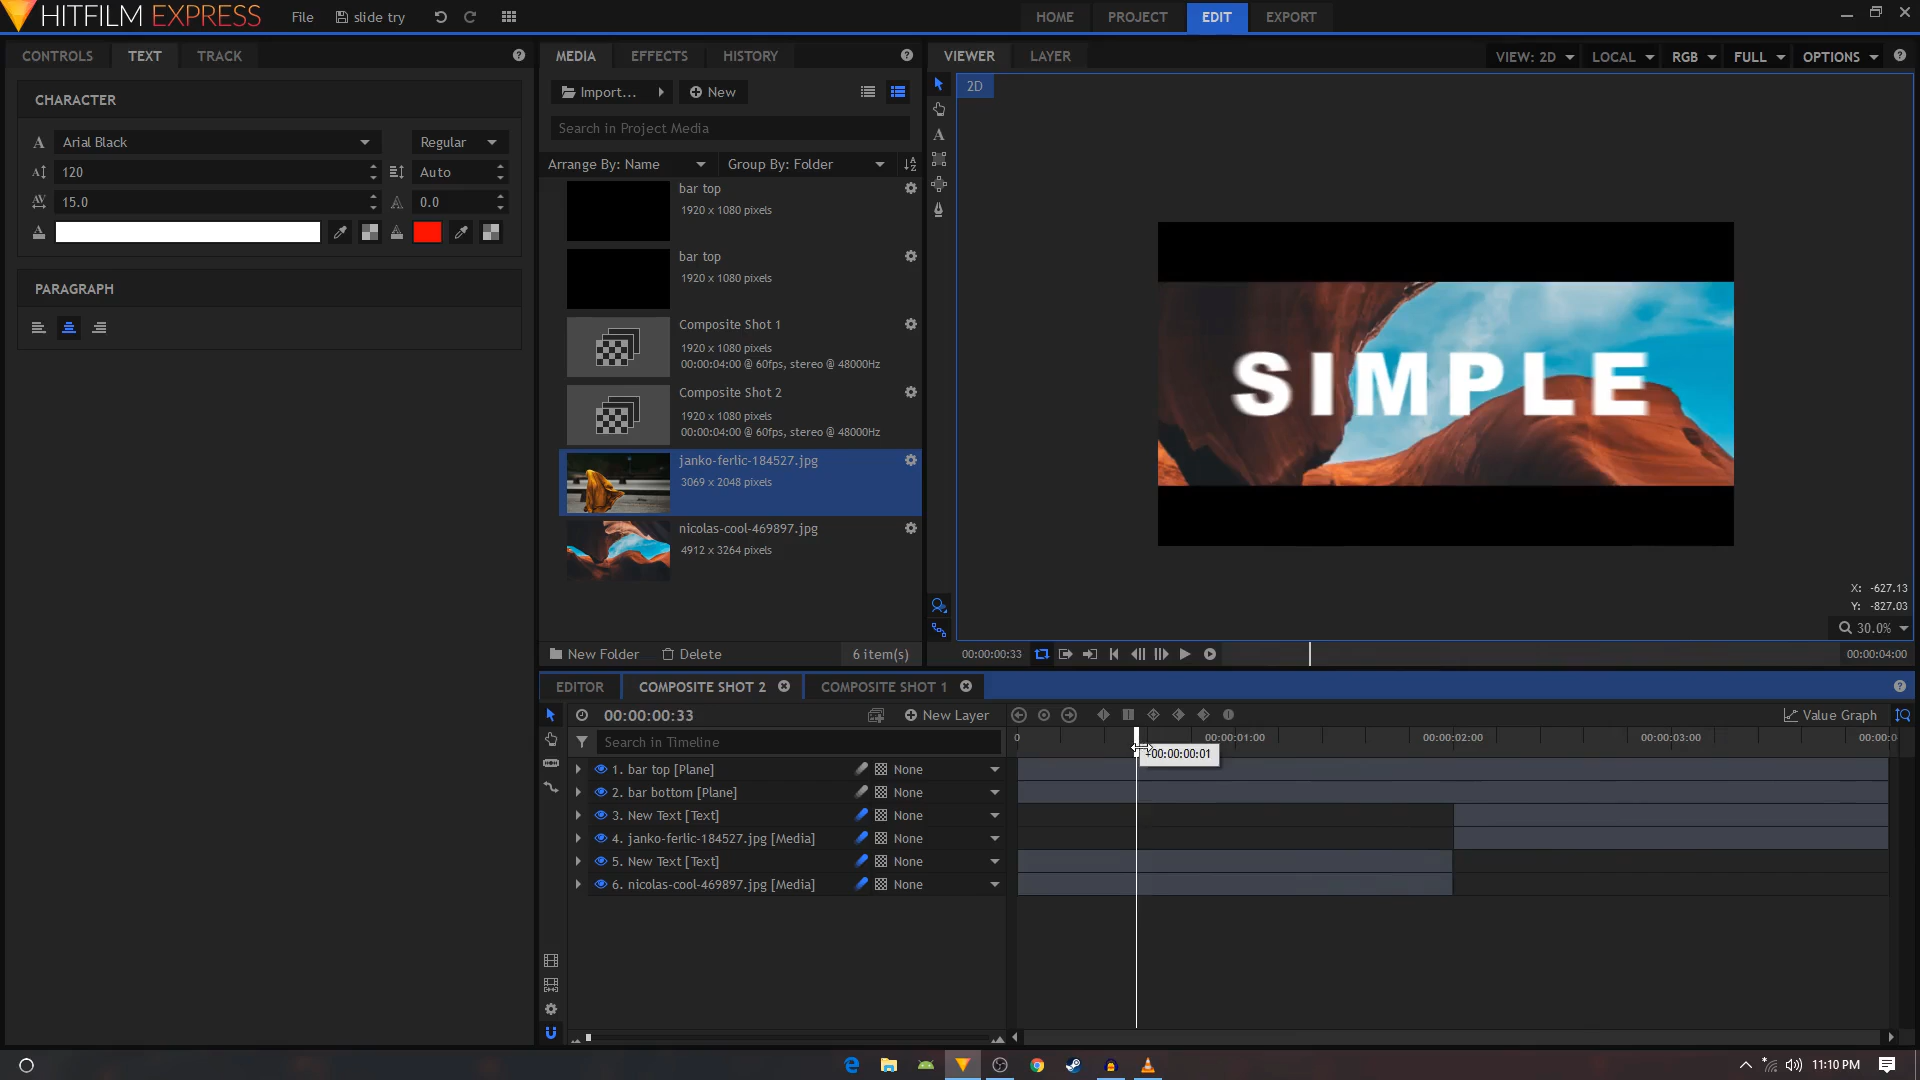 HITFILM EXPRESS
File
slide try
HOME
PROJECT
EDIT
EXPORT
CONTROLS
TEXT
TRACK
CHARACTER
Arial Black
Regular
120
Auto
15.0
0.0
PARAGRAPH
MEDIA
EFFECTS
HISTORY
Import...
New
Search in Project Media
Arrange By: Name
Group By: Folder
bar top
1920 x 1080 pixels
bar top
1920 x 1080 pixels
Composite Shot 1
1920 x 1080 pixels
00:00:04:00 @ 60fps, stereo @ 48000Hz
Composite Shot 2
1920 x 1080 pixels
00:00:04:00 @ 60fps, stereo @ 48000Hz
janko-ferlic-184527.jpg
3069 x 2048 pixels
nicolas-cool-469897.jpg
4912 x 3264 pixels
New Folder
Delete
6 item(s)
VIEWER
LAYER
VIEW: 2D
LOCAL
RGB
FULL
OPTIONS
2D
SIMPLE
X: -627.13
Y: -827.03
30.0%
00:00:00:33
00:00:04:00
EDITOR
COMPOSITE SHOT 2
COMPOSITE SHOT 1
00:00:00:33
New Layer
Value Graph
Search in Timeline
0
00:00:01:00
00:00:02:00
00:00:03:00
00:00:0
+00:00:00:01
1. bar top [Plane]
None
2. bar bottom [Plane]
None
3. New Text [Text]
None
4. janko-ferlic-184527.jpg [Media]
None
5. New Text [Text]
None
6. nicolas-cool-469897.jpg [Media]
None
11:10 PM